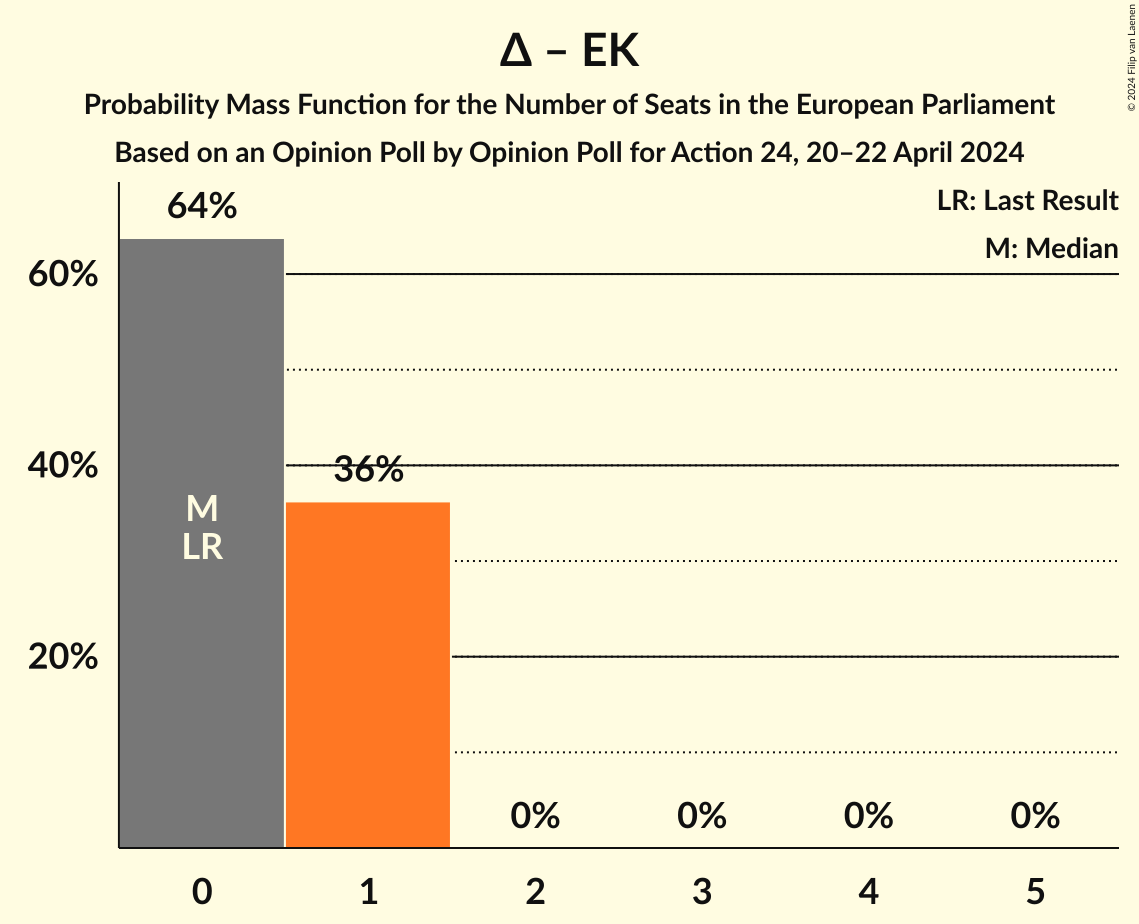 Δ – EK
Probability Mass Function for the Number of Seats in the European Parliament
Based on an Opinion Poll by Opinion Poll for Action 24, 20–22 April 2024
© 2024 Filip van Laenen
LR: Last Result
M: Median
64%
60%
40%
36%
M
LR
20%
0% 0% 0% 0%
0 1 2 3 4 5